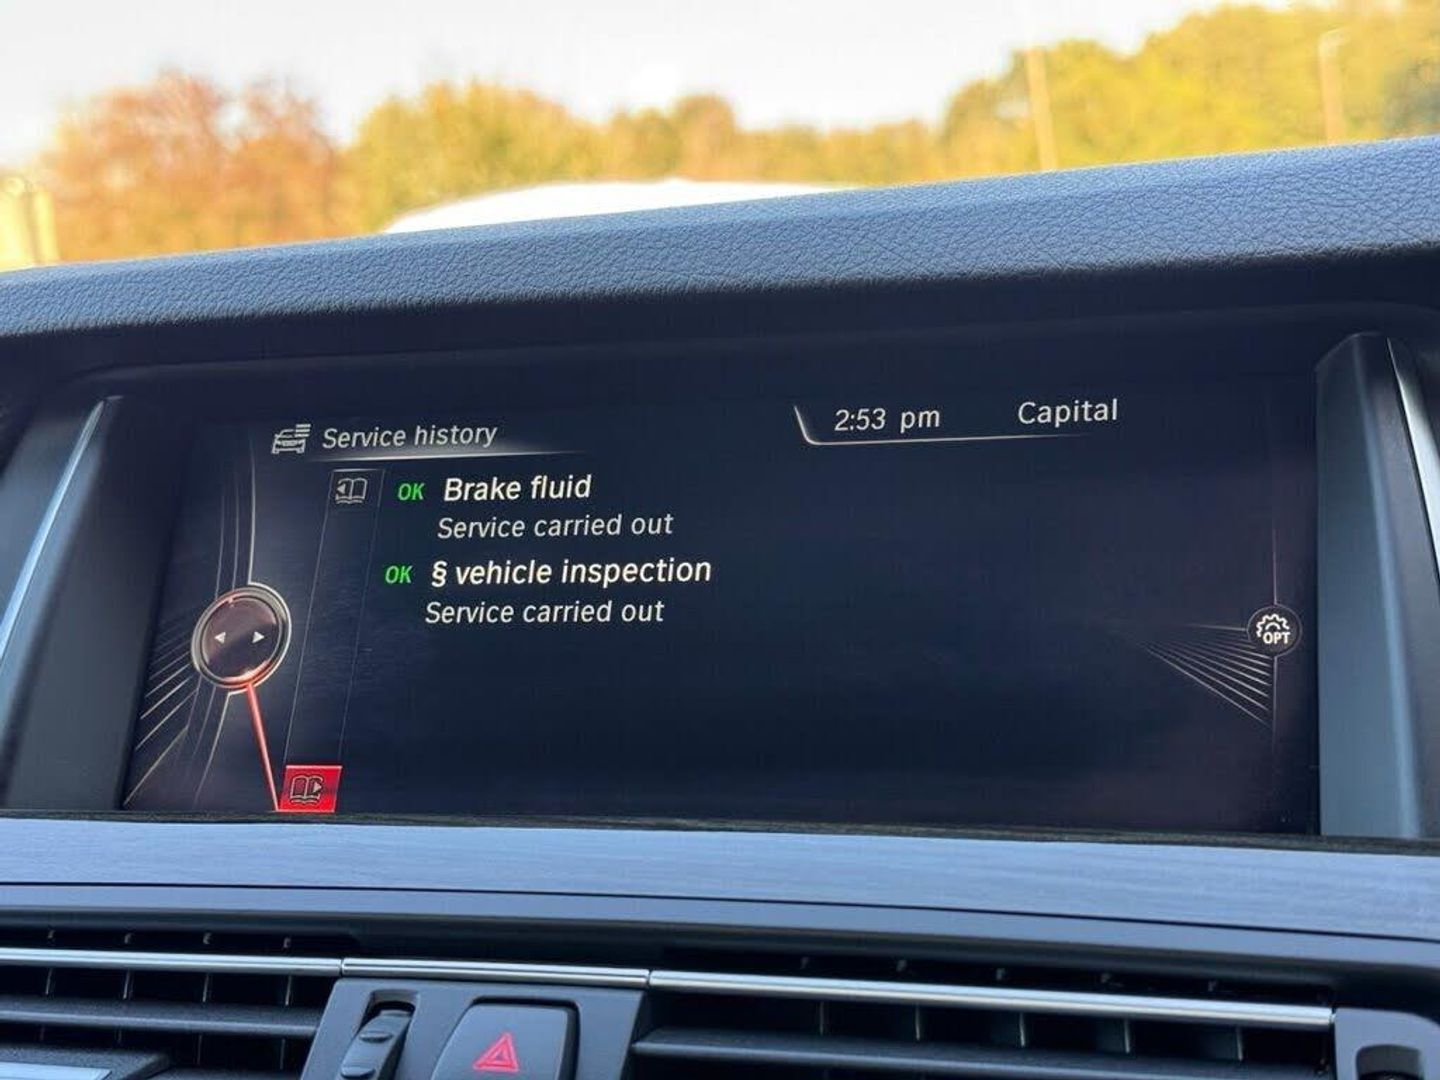 Service history
2:53 pm
Capital
OK Brake fluid
Service carried out
OK § vehicle inspection
Service carried out
OPT